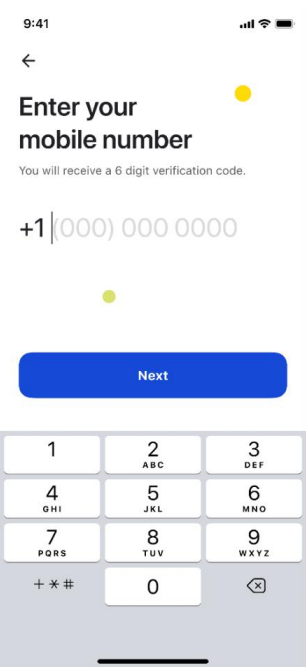 9:41
Enter your
mobile number
You will receive a 6 digit verification code.
+1 (000) 000 0000
Next
1 2 3
ABC DEF
4 5 6
GHI JKL MNO
7 8 9
PQRS TUV WXYZ
+ * # 0